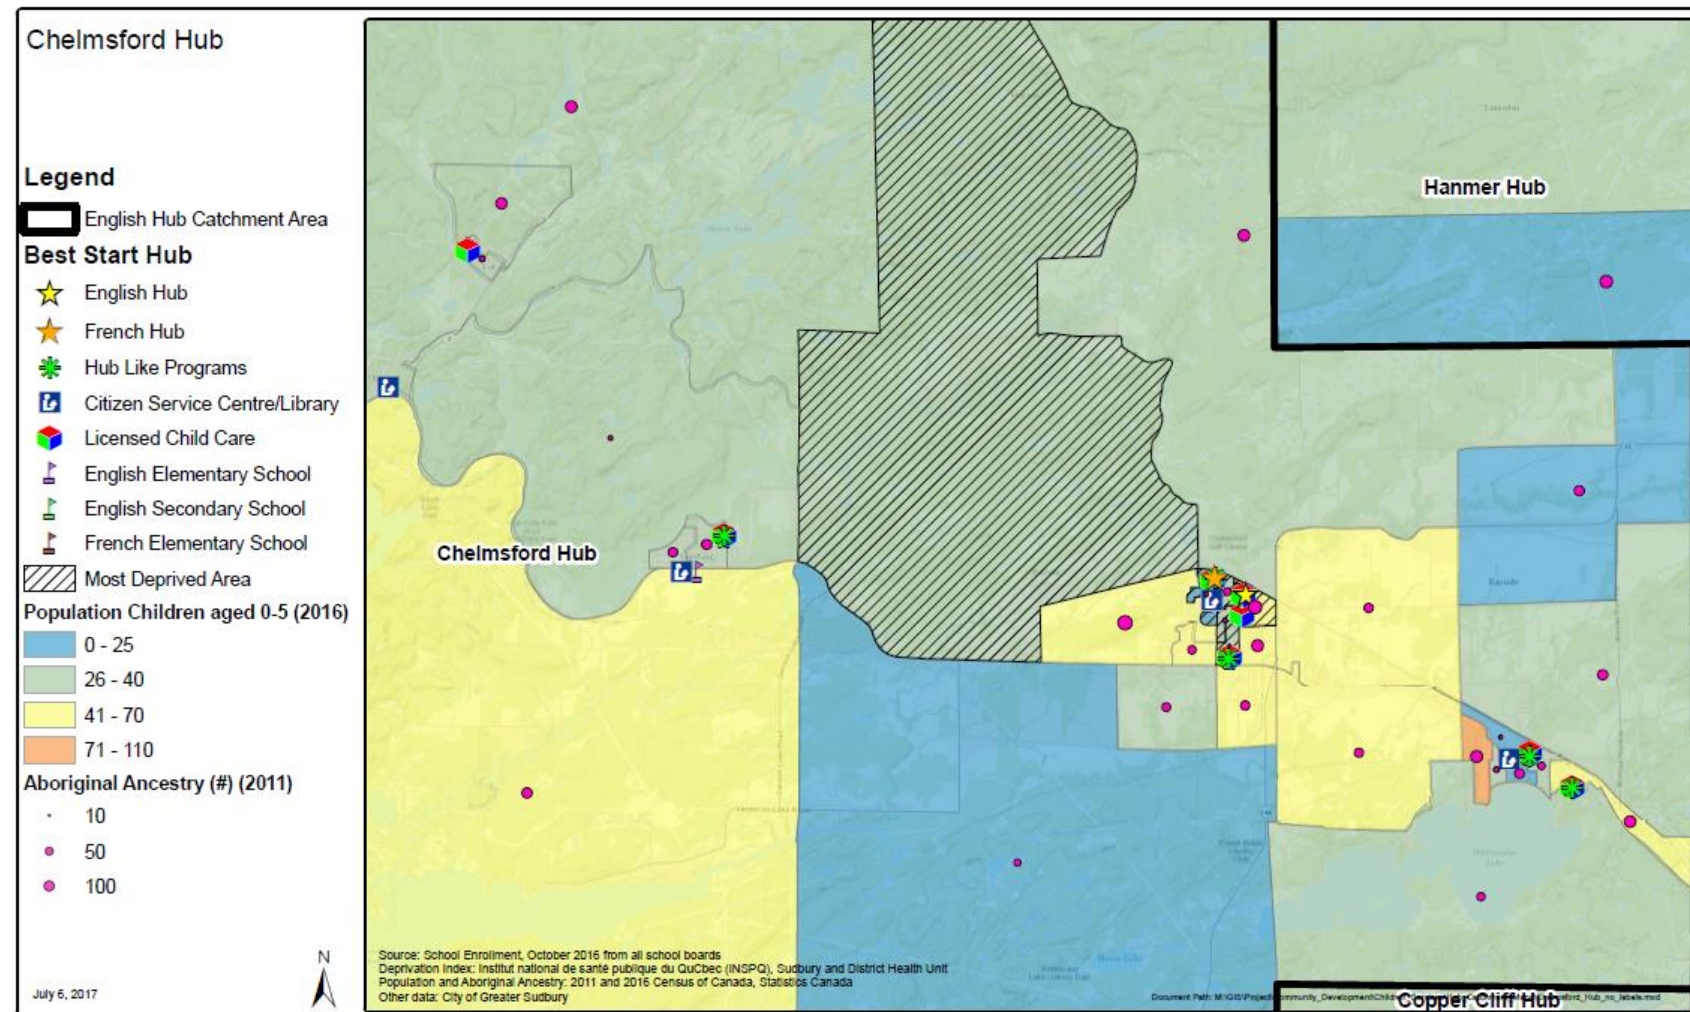 Chelmsford Hub
Legend
English Hub Catchment Area
Best Start Hub
English Hub
French Hub
Hub Like Programs
Citizen Service Centre/Library
Licensed Child Care
English Elementary School
English Secondary School
French Elementary School
Most Deprived Area
Population Children aged 0-5 (2016)
0 - 25
26 - 40
41 - 70
71 - 110
Aboriginal Ancestry (#) (2011)
10
50
100
July 6, 2017
N
Hanmer Hub
Chelmsford Hub
Source: School Enrollment, October 2016 from all school boards
Deprivation Index: Institut national de santé publique du QuCbec (INSPQ), Sudbury and District Health Unit
Population and Aboriginal Ancestry: 2011 and 2016 Census of Canada, Statistics Canada
Other data: City of Greater Sudbury
Document Path:
Copper Cliff Hub